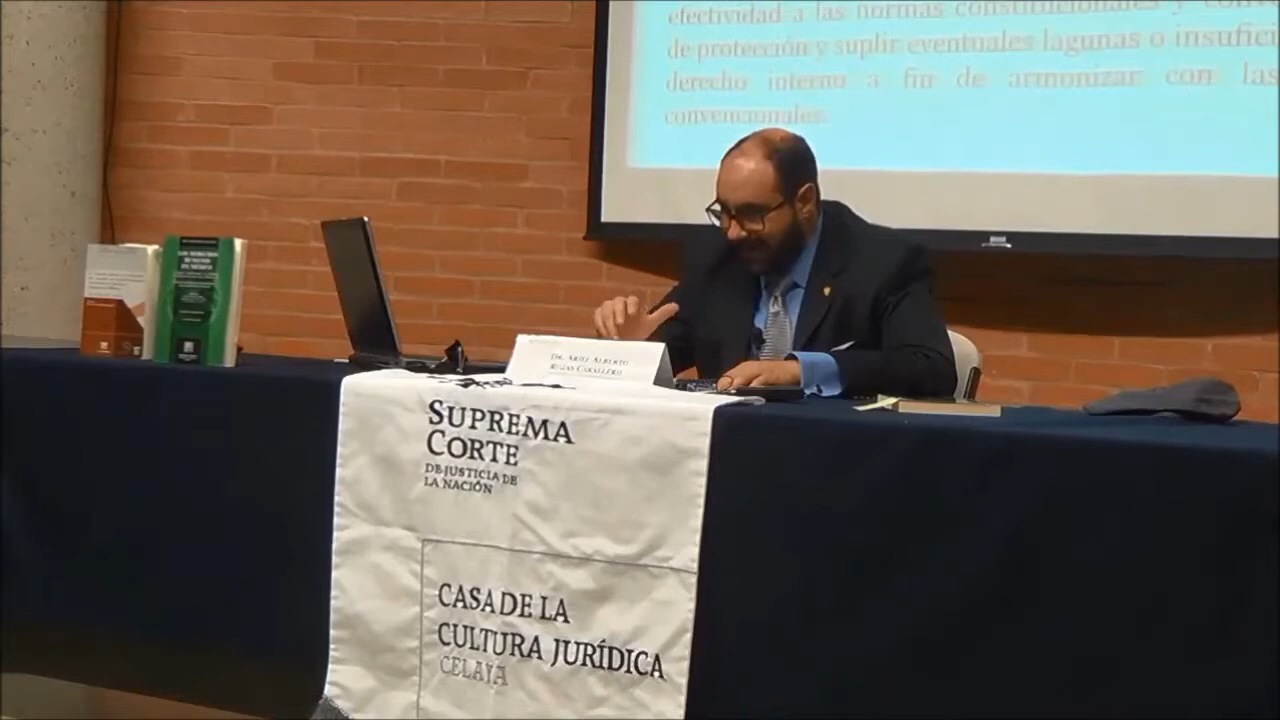 efectividad a las normas constitucionales y
de protección y suplir eventuales lagunas o insufici
derecho interno a fin de armonizar con las
convencionales.
DR. ARIEL ALBERTO
ROJAS CABALLERO
SUPREMA
CORTE
DE JUSTICIA DE
LA NACIÓN
CASA DE LA
CULTURA JURÍDICA
CELAYA